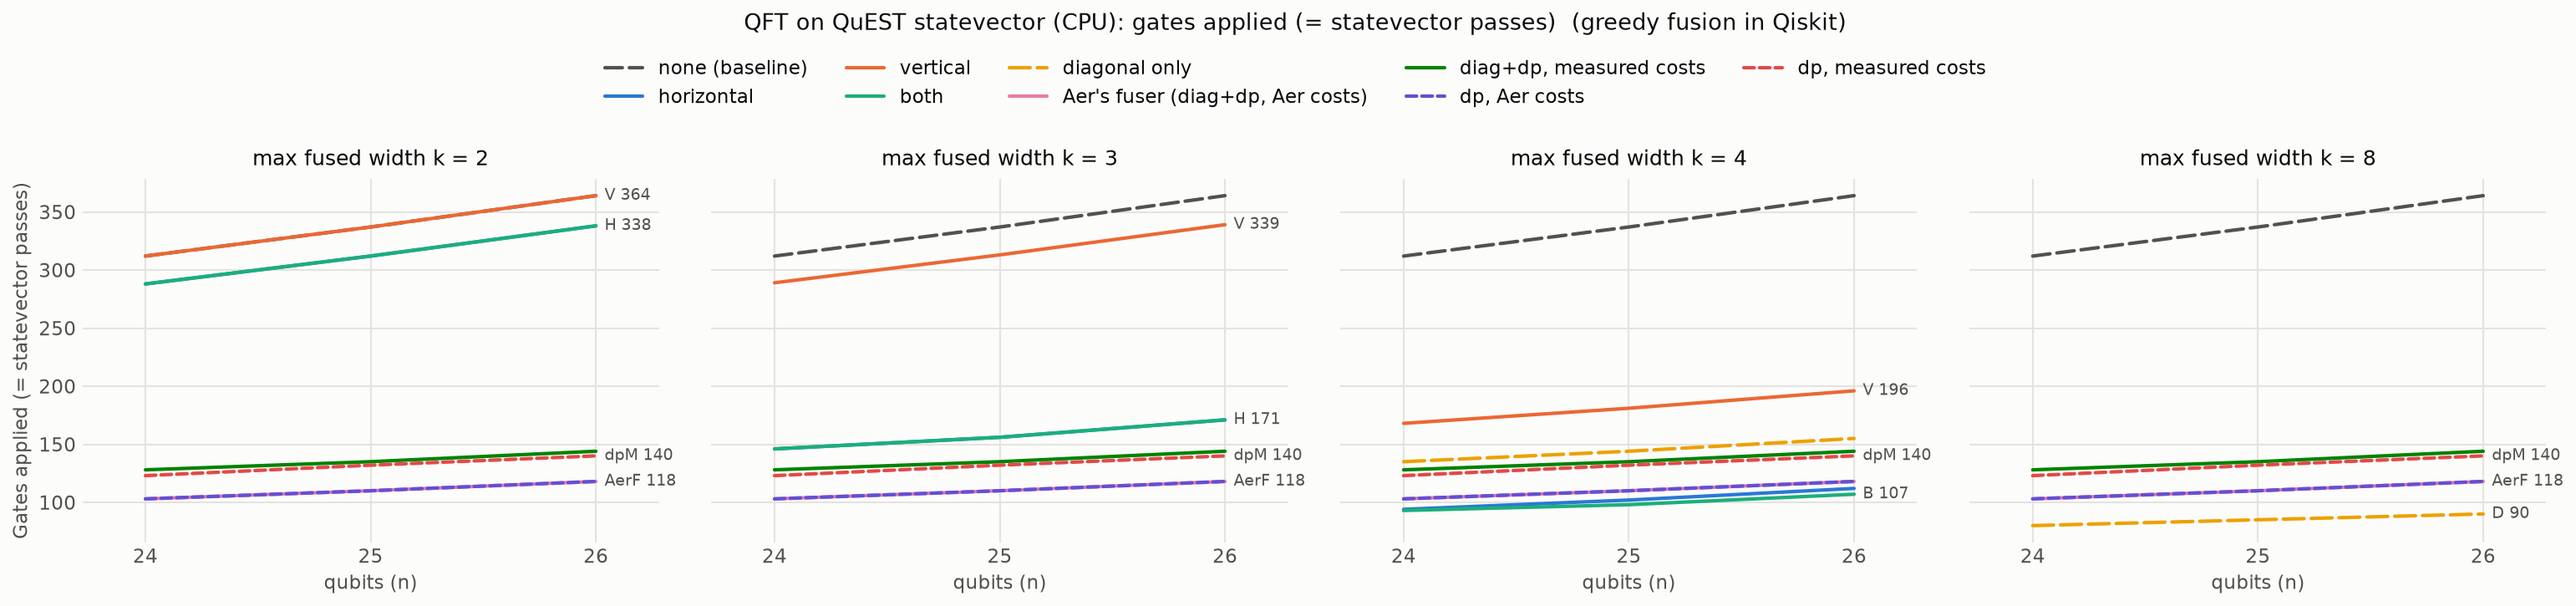 QFT on QuEST statevector (CPU): gates applied (= statevector passes)  (greedy fusion in Qiskit)
none (baseline)
horizontal
vertical
both
diagonal only
Aer's fuser (diag+dp, Aer costs)
diag+dp, measured costs
dp, Aer costs
dp, measured costs
Gates applied (= statevector passes)
max fused width k = 2
350
300
250
200
150
100
V 364
H 338
dpM 140
AerF 118
24 25 26
qubits (n)
max fused width k = 3
V 339
H 171
dpM 140
AerF 118
24 25 26
qubits (n)
max fused width k = 4
V 196
dpM 140
B 107
24 25 26
qubits (n)
max fused width k = 8
dpM 140
AerF 118
D 90
24 25 26
qubits (n)